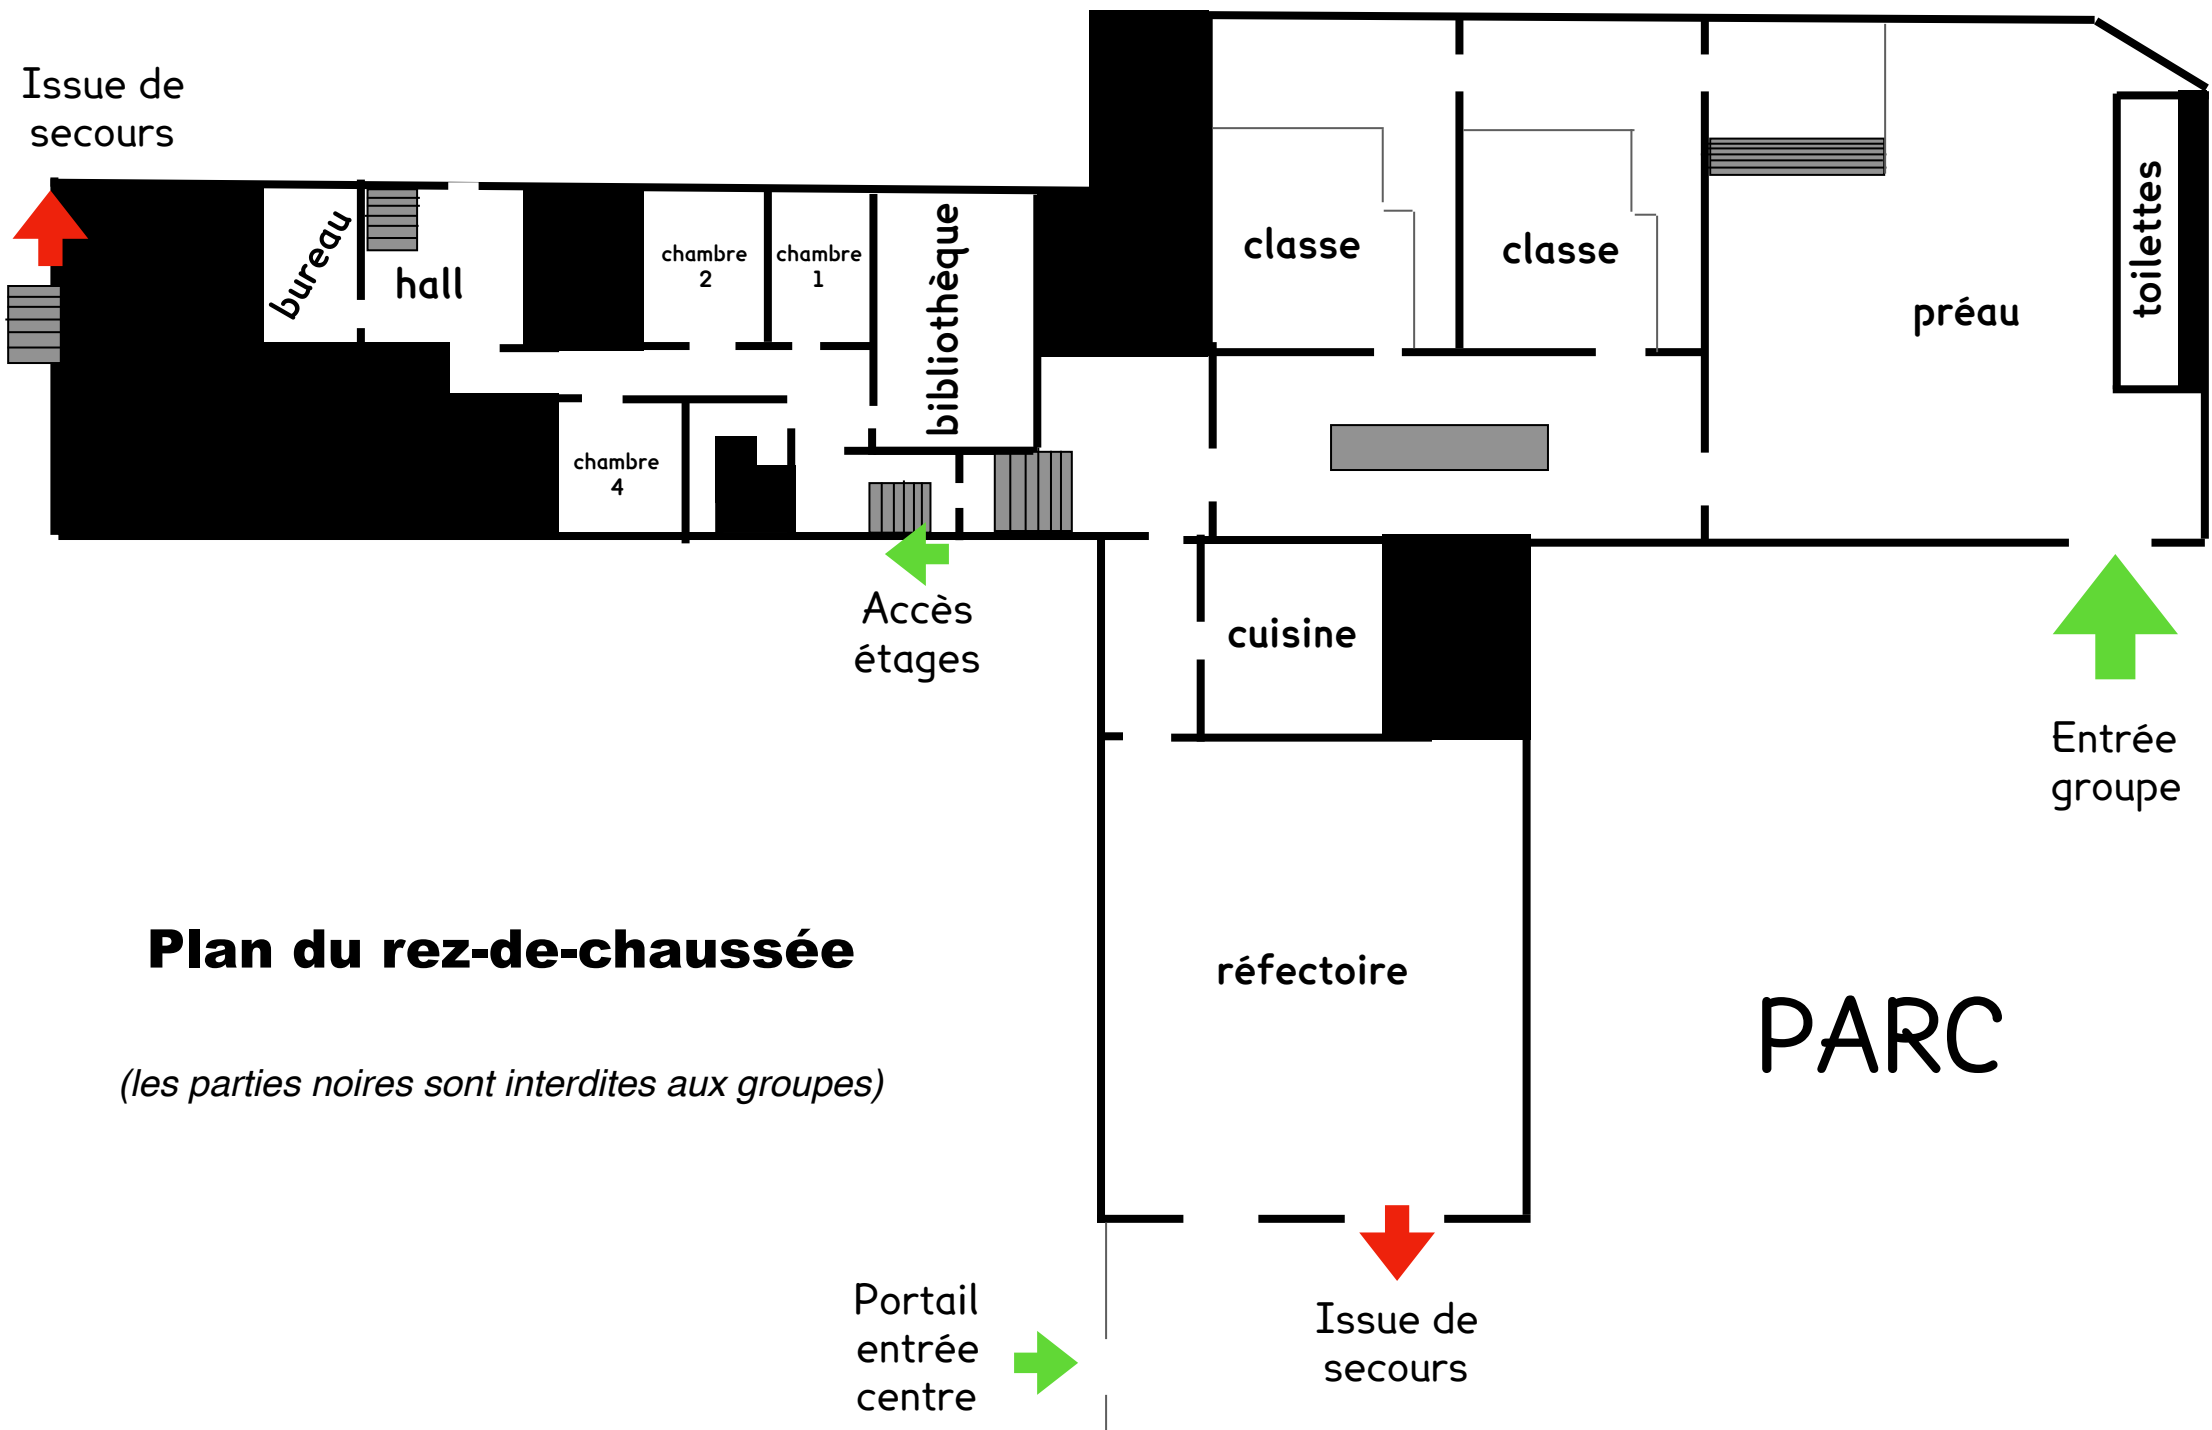 Issue de
secours
bureau
hall
chambre
2
chambre
1
bibliothèque
classe
classe
préau
toilettes
chambre
4
Accès
étages
cuisine
Entrée
groupe
Plan du rez-de-chaussée
(les parties noires sont interdites aux groupes)
réfectoire
PARC
Portail
entrée
centre
Issue de
secours